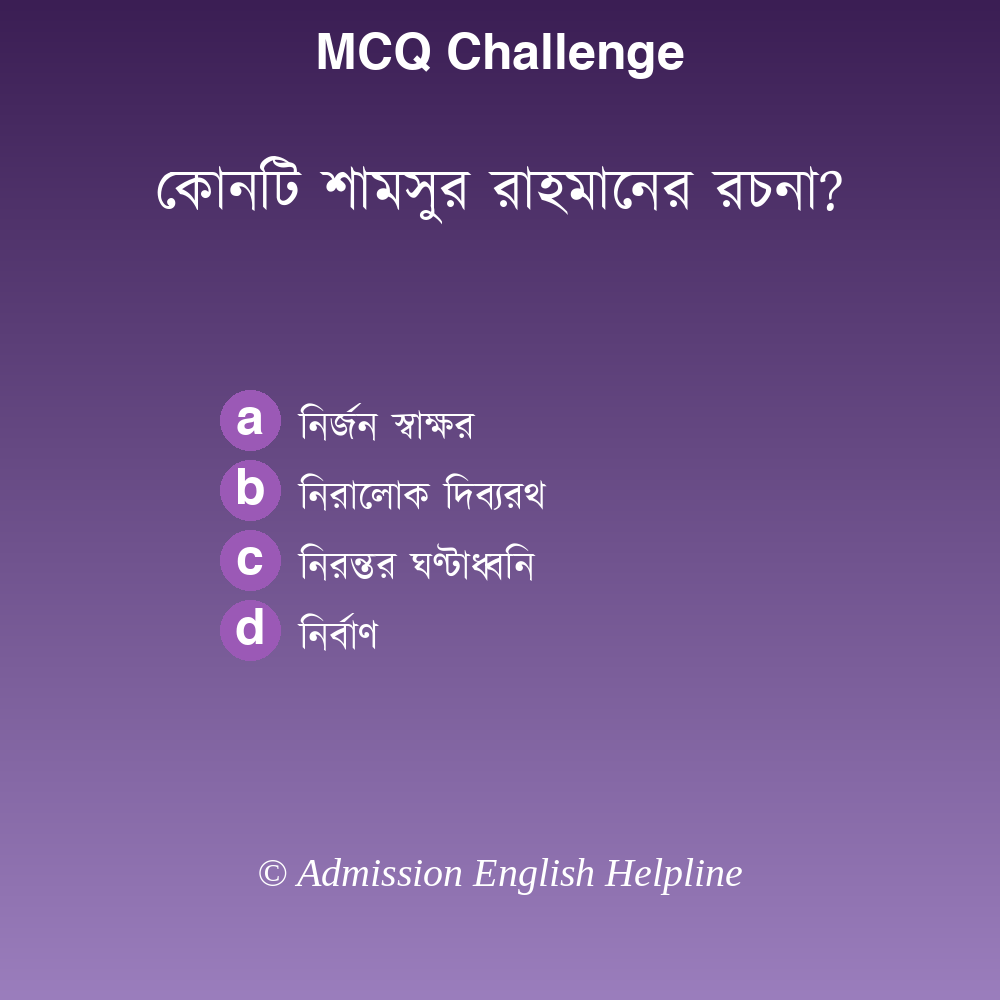 MCQ Challenge
কোনটি শামসুর রাহমানের রচনা?
a নির্জন স্বাক্ষর
b নিরালোক দিব্যরথ
c নিরন্তর ঘণ্টাধ্বনি
d নির্বাণ
© Admission English Helpline